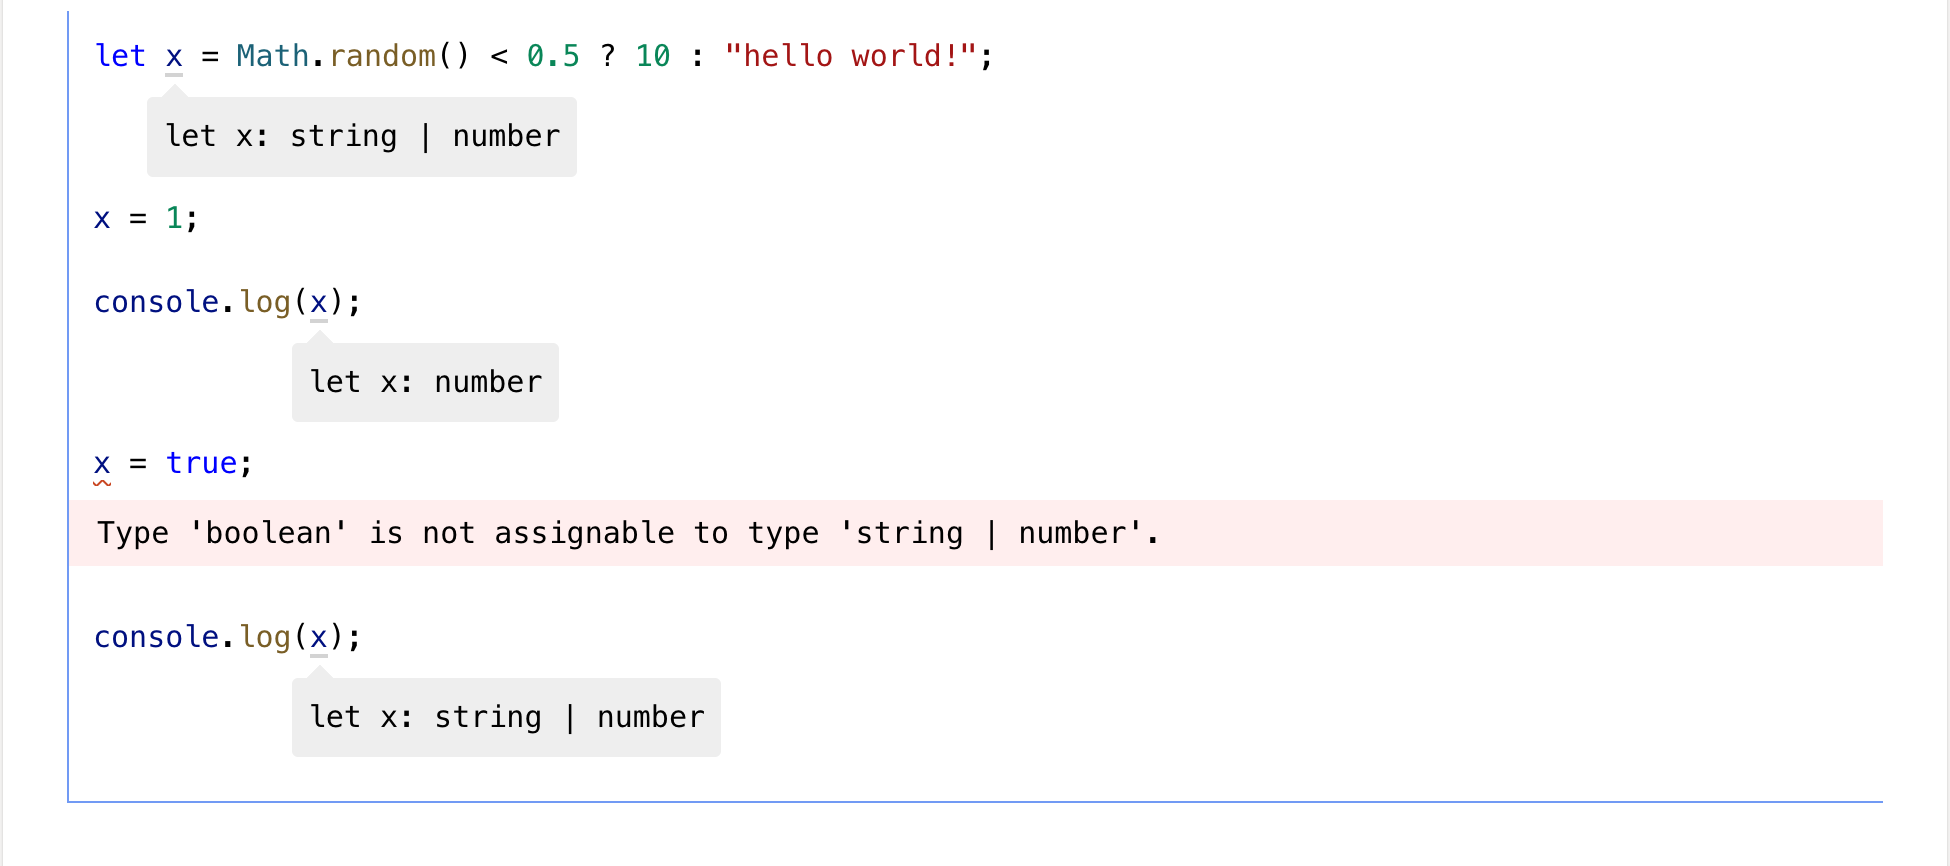 let x = Math.random() < 0.5 ? 10 : "hello world!";
let x: string | number
x = 1;
console.log(x);
let x: number
x = true;
Type 'boolean' is not assignable to type 'string | number'.
console.log(x);
let x: string | number